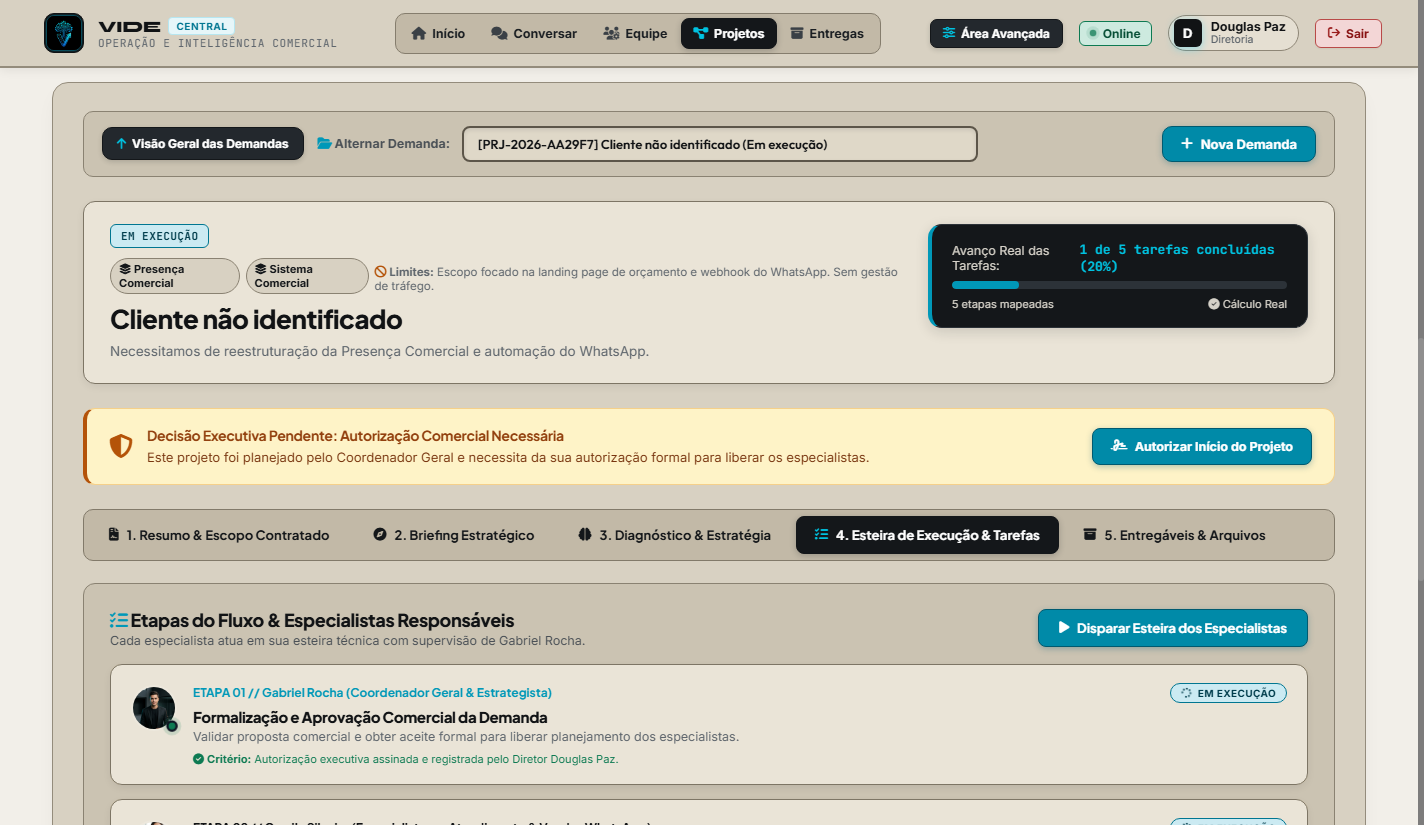 VIDE CENTRAL
OPERAÇÃO E INTELIGÊNCIA COMERCIAL
Início Conversar Equipe Projetos Entregas
Área Avançada Online
D Douglas Paz
Diretoria
Sair
Visão Geral das Demandas Alternar Demanda: [PRJ-2026-AA29F7] Cliente não identificado (Em execução) Nova Demanda
EM EXECUÇÃO
Presença
Comercial
Sistema
Comercial
Limites: Escopo focado na landing page de orçamento e webhook do WhatsApp. Sem gestão
de tráfego.
Cliente não identificado
Necessitamos de reestruturação da Presença Comercial e automação do WhatsApp.
Avanço Real das
Tarefas:
1 de 5 tarefas concluídas
(20%)
5 etapas mapeadas Cálculo Real
Decisão Executiva Pendente: Autorização Comercial Necessária
Este projeto foi planejado pelo Coordenador Geral e necessita da sua autorização formal para liberar os especialistas.
Autorizar Início do Projeto
1. Resumo & Escopo Contratado 2. Briefing Estratégico 3. Diagnóstico & Estratégia 4. Esteira de Execução & Tarefas 5. Entregáveis & Arquivos
Etapas do Fluxo & Especialistas Responsáveis
Cada especialista atua em sua esteira técnica com supervisão de Gabriel Rocha.
Disparar Esteira dos Especialistas
ETAPA 01 // Gabriel Rocha (Coordenador Geral & Estrategista) EM EXECUÇÃO
Formalização e Aprovação Comercial da Demanda
Validar proposta comercial e obter aceite formal para liberar planejamento dos especialistas.
Critério: Autorização executiva assinada e registrada pelo Diretor Douglas Paz.